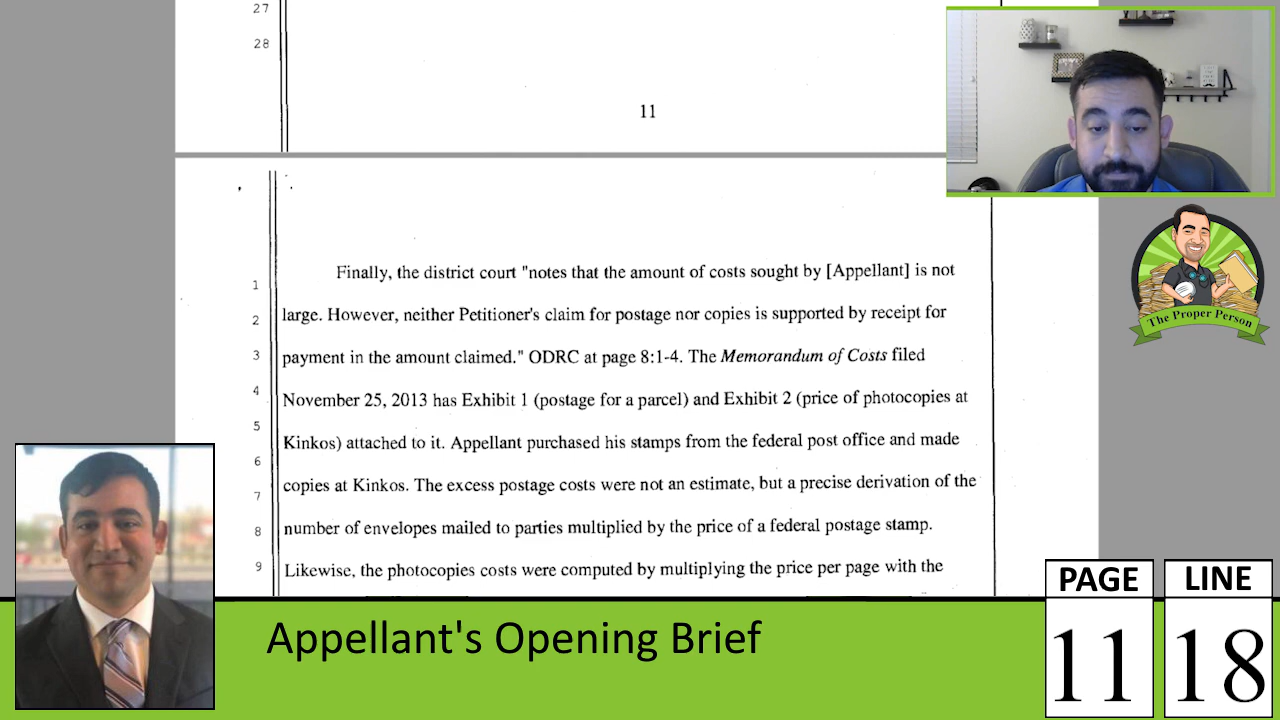 27
28
11
1 Finally, the district court "notes that the amount of costs sought by [Appellant] is not
2 large. However, neither Petitioner's claim for postage nor copies is supported by receipt for
3 payment in the amount claimed." ODRC at page 8:1-4. The Memorandum of Costs filed
4 November 25, 2013 has Exhibit 1 (postage for a parcel) and Exhibit 2 (price of photocopies at
5 Kinkos) attached to it. Appellant purchased his stamps from the federal post office and made
6 copies at Kinkos. The excess postage costs were not an estimate, but a precise derivation of the
7 number of envelopes mailed to parties multiplied by the price of a federal postage stamp.
8 Likewise, the photocopies costs were computed by multiplying the price per page with the
9
The Proper Person
Appellant's Opening Brief
PAGE LINE
11 18